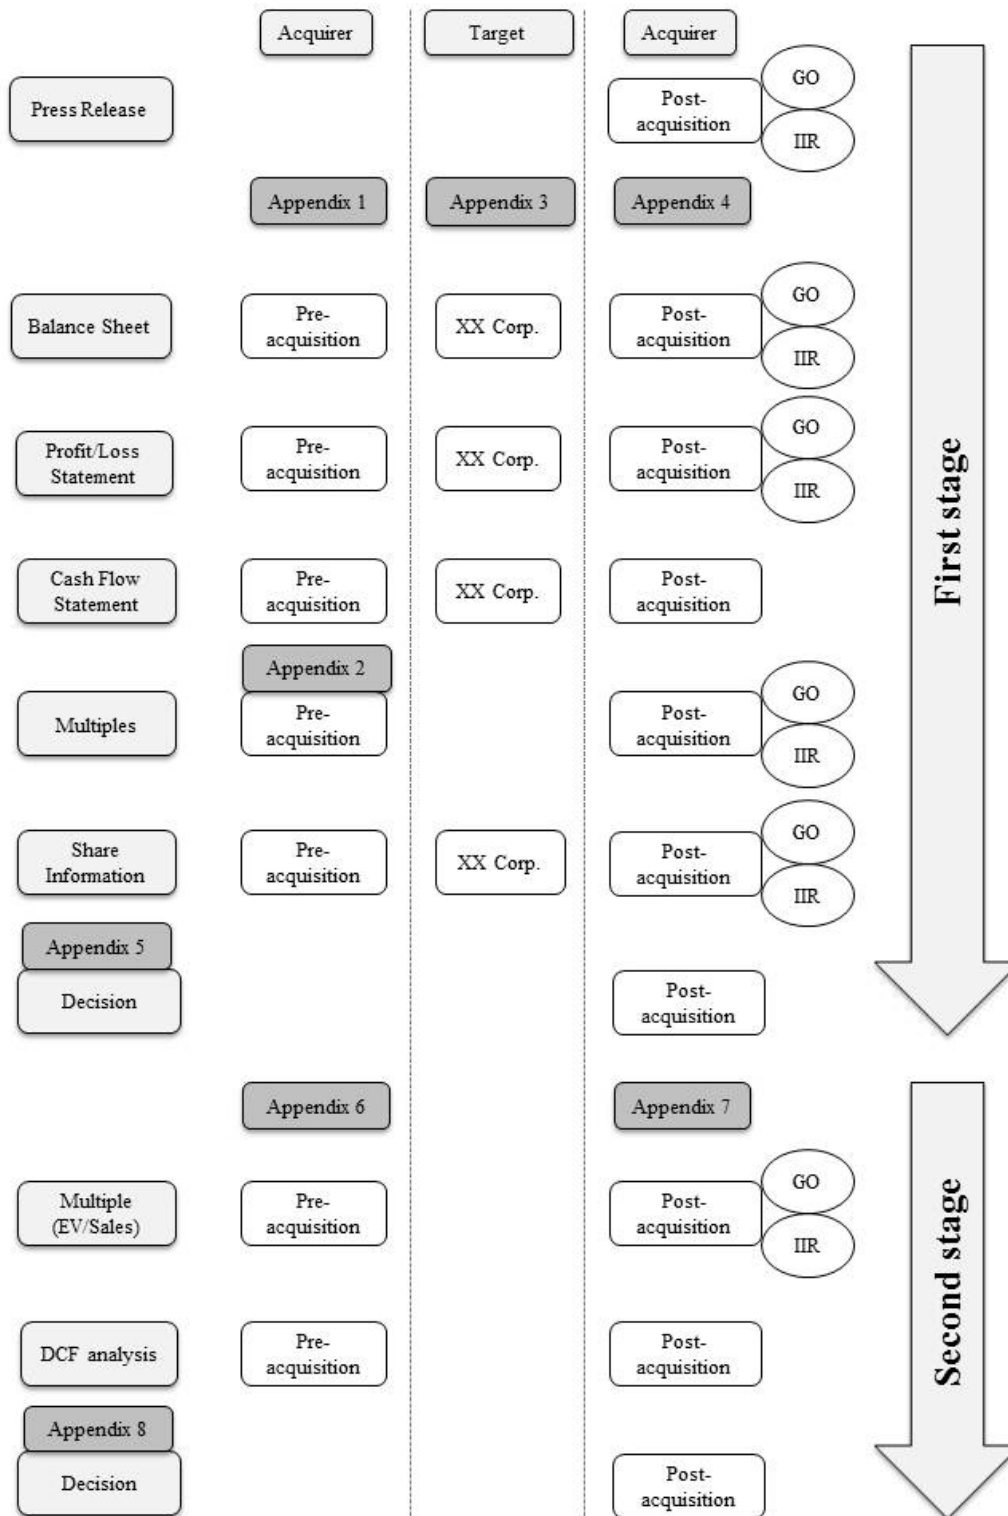 Acquirer
Target
Acquirer
Press Release
Post-
acquisition
GO
IIR
Appendix 1
Appendix 3
Appendix 4
Balance Sheet
Pre-
acquisition
XX Corp.
Post-
acquisition
GO
IIR
Profit/Loss
Statement
Pre-
acquisition
XX Corp.
Post-
acquisition
GO
IIR
First stage
Cash Flow
Statement
Pre-
acquisition
XX Corp.
Post-
acquisition
Appendix 2
Multiples
Pre-
acquisition
Post-
acquisition
GO
IIR
Share
Information
Pre-
acquisition
XX Corp.
Post-
acquisition
GO
IIR
Appendix 5
Decision
Post-
acquisition
Appendix 6
Appendix 7
Multiple
(EV/Sales)
Pre-
acquisition
Post-
acquisition
GO
IIR
Second stage
DCF analysis
Pre-
acquisition
Post-
acquisition
Appendix 8
Decision
Post-
acquisition